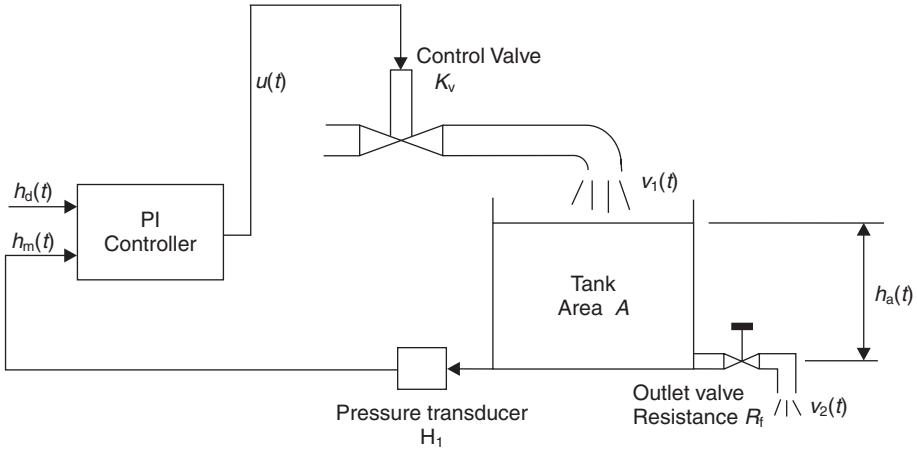 Control Valve
Kv
u(t)
hd(t)
PI
Controller
hm(t)
v1(t)
Tank
Area A
ha(t)
Pressure transducer
H1
Outlet valve
Resistance Rf
v2(t)